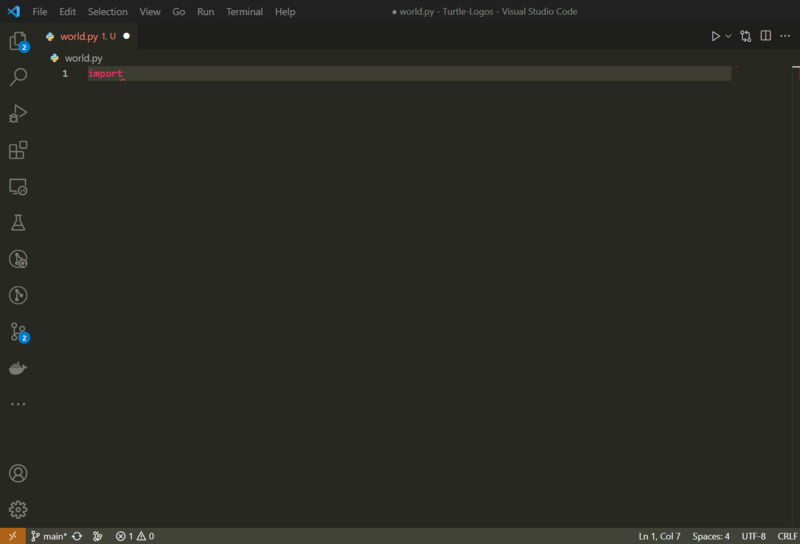 File Edit Selection View Go Run Terminal Help ● world.py - Turtle-Logos - Visual Studio Code
world.py 1, U
world.py
1 import
2
2
main* 1 0 Ln 1, Col 7 Spaces: 4 UTF-8 CRLF